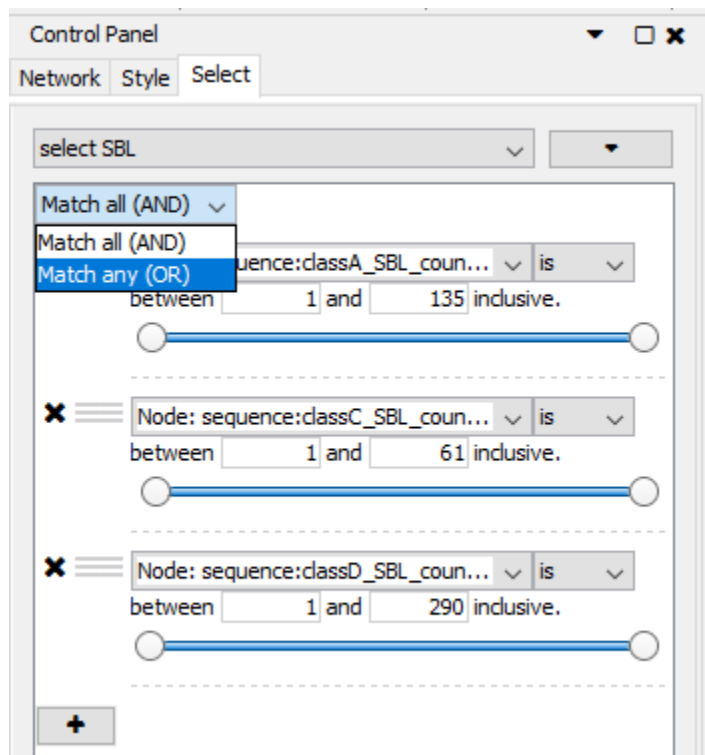 Control Panel
Network Style Select
select SBL
Match all (AND)
Match all (AND)
Match any (OR)
uence:classA_SBL_coun... is
between 1 and 135 inclusive.
Node: sequence:classC_SBL_coun... is
between 1 and 61 inclusive.
Node: sequence:classD_SBL_coun... is
between 1 and 290 inclusive.